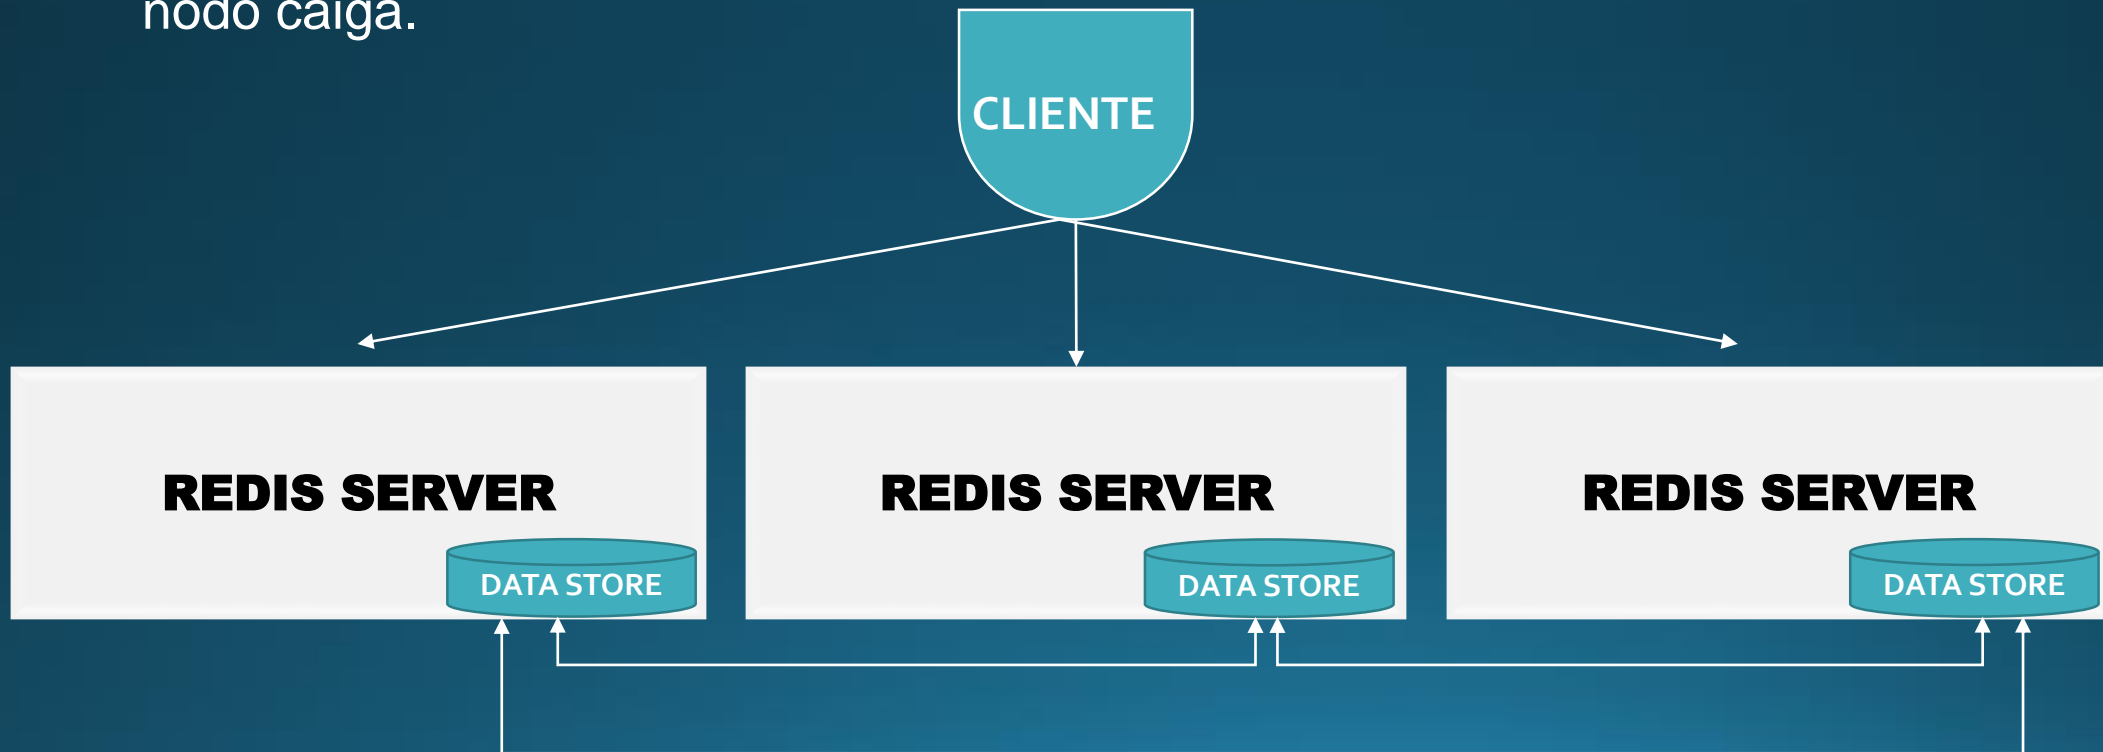 nodo caiga.
CLIENTE
REDIS SERVER
REDIS SERVER
REDIS SERVER
DATA STORE
DATA STORE
DATA STORE